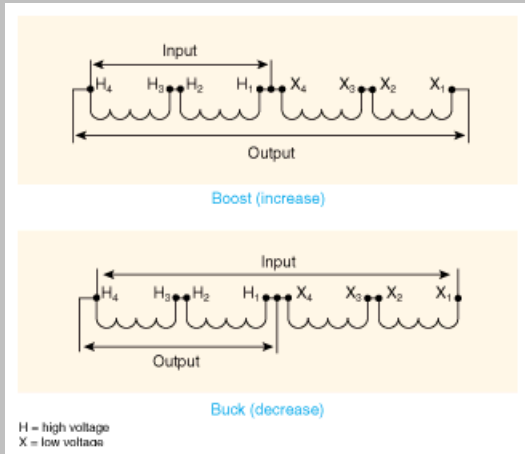 Input
H₄ H₃ H₂ H₁ X₄ X₃ X₂ X₁
Output
Boost (increase)
Input
H₄ H₃ H₂ H₁ X₄ X₃ X₂ X₁
Output
Buck (decrease)
H = high voltage
X = low voltage